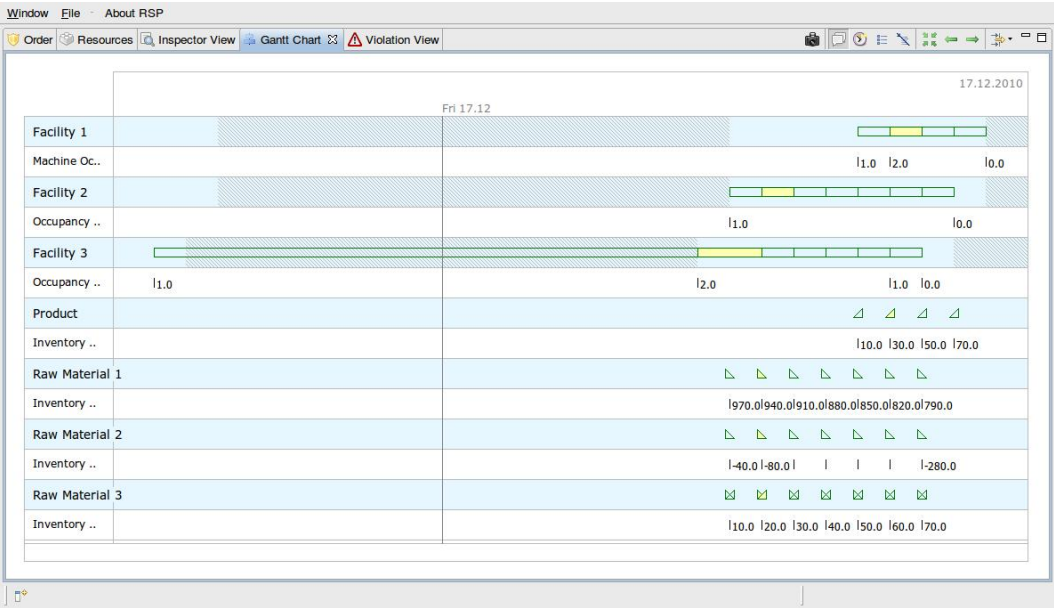 Window File About RSP
Order Resources Inspector View Gantt Chart Violation View
17.12.2010
Fri 17.12
Facility 1
Machine Oc.. 1.0 2.0 0.0
Facility 2
Occupancy .. 1.0 0.0
Facility 3
Occupancy .. 1.0 2.0 1.0 0.0
Product
Inventory .. 10.0 30.0 50.0 70.0
Raw Material 1
Inventory .. 970.0 940.0 910.0 880.0 850.0 820.0 790.0
Raw Material 2
Inventory .. -40.0 -80.0 -280.0
Raw Material 3
Inventory .. 10.0 20.0 30.0 40.0 50.0 60.0 70.0